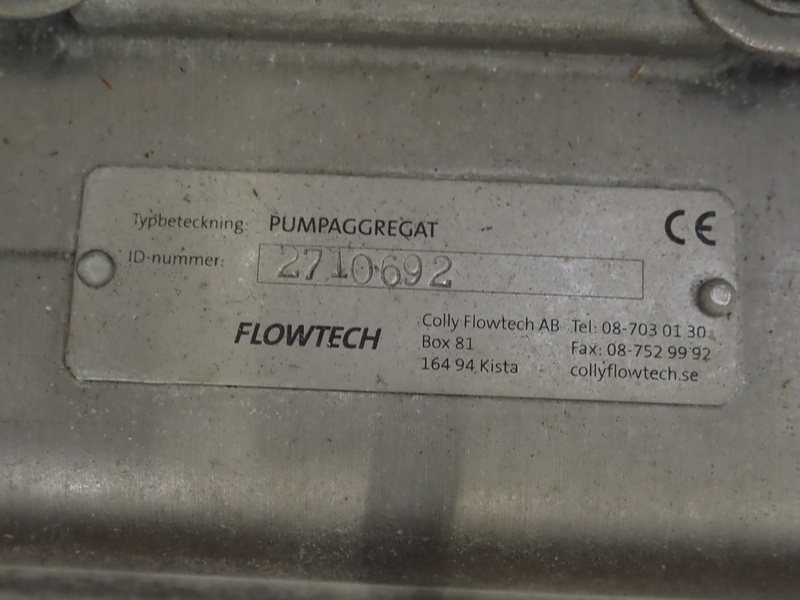 Typbeteckning: PUMPAGGREGAT
CE
ID-nummer: 2710692
FLOWTECH
Colly Flowtech AB Tel: 08-703 01 30
Box 81 Fax: 08-752 99 92
164 94 Kista collyflowtech.se